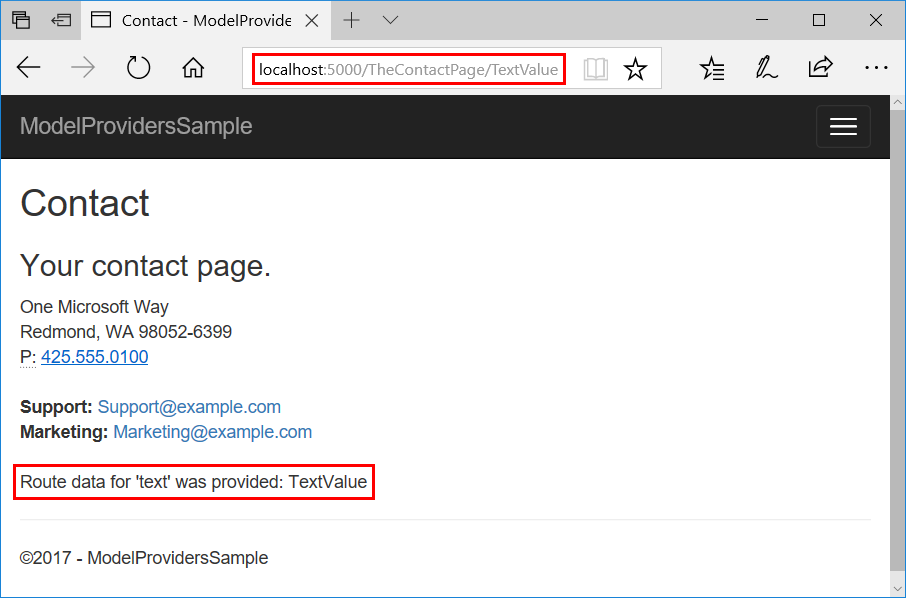 Contact - ModelProvide
localhost:5000/TheContactPage/TextValue
ModelProvidersSample
Contact
Your contact page.
One Microsoft Way
Redmond, WA 98052-6399
P: 425.555.0100
Support: Support@example.com
Marketing: Marketing@example.com
Route data for 'text' was provided: TextValue
©2017 - ModelProvidersSample